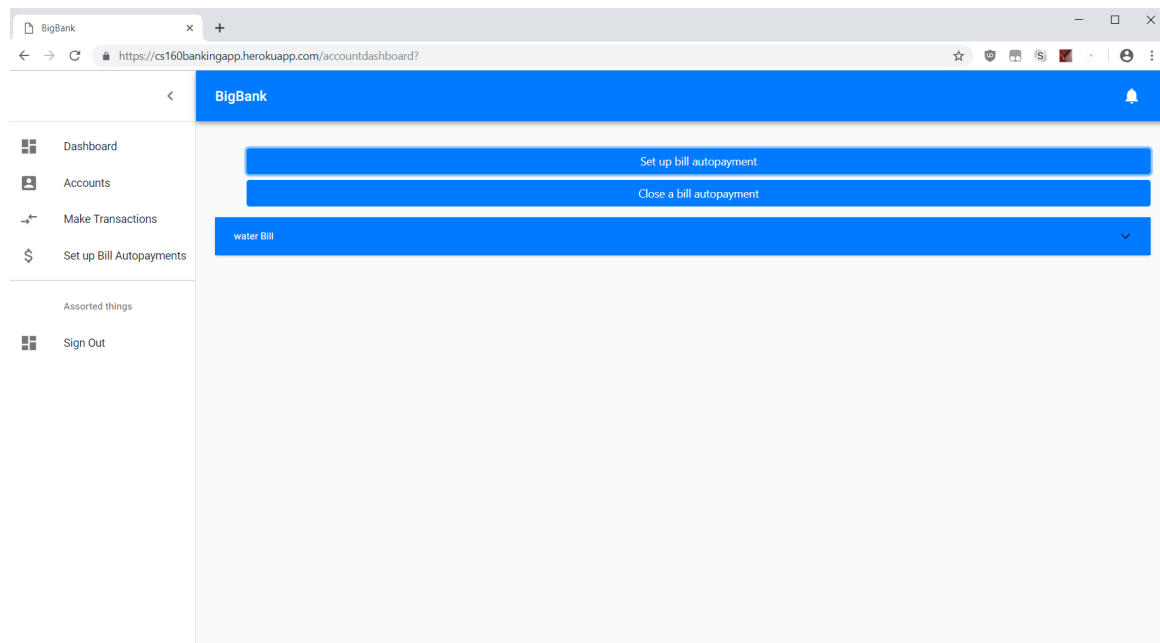 BigBank
https://cs160bankingapp.herokuapp.com/accountdashboard?
BigBank
Dashboard
Accounts
Make Transactions
Set up Bill Autopayments
Assorted things
Sign Out
Set up bill autopayment
Close a bill autopayment
water Bill